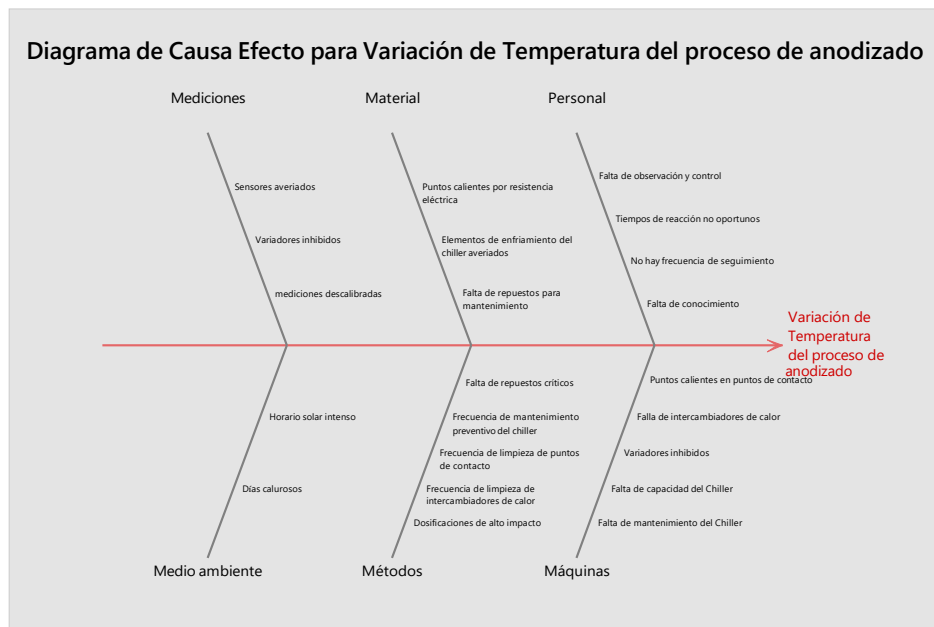 Diagrama de Causa Efecto para Variación de Temperatura del proceso de anodizado
Mediciones
Material
Personal
Sensores averiados
Variadores inhibidos
mediciones descalibradas
Puntos calientes por resistencia
eléctrica
Elementos de enfriamiento del
chiller averiados
Falta de repuestos para
mantenimiento
Falta de observación y control
Tiempos de reacción no oportunos
No hay frecuencia de seguimiento
Falta de conocimiento
Variación de
Temperatura
del proceso de
anodizado
Horario solar intenso
Días calurosos
Falta de repuestos críticos
Frecuencia de mantenimiento
preventivo del chiller
Frecuencia de limpieza de puntos
de contacto
Frecuencia de limpieza de
intercambiadores de calor
Dosificaciones de alto impacto
Puntos calientes en puntos de contacto
Falla de intercambiadores de calor
Variadores inhibidos
Falta de capacidad del Chiller
Falta de mantenimiento del Chiller
Medio ambiente
Métodos
Máquinas